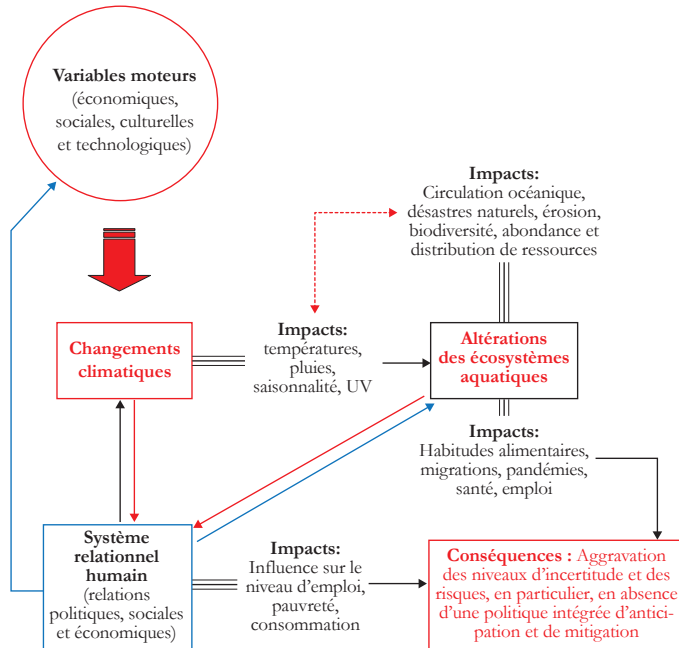 Variables moteurs
(économiques,
sociales, culturelles
et technologiques)
Impacts:
Circulation océanique,
désastres naturels, érosion,
biodiversité, abondance et
distribution de ressources
Changements
climatiques
Impacts:
températures,
pluies,
saisonnalité, UV
Altérations
des écosystèmes
aquatiques
Impacts:
Habitudes alimentaires,
migrations, pandémies,
santé, emploi
Système
relationnel
humain
(relations
politiques, sociales
et économiques)
Impacts:
Influence sur le
niveau d'emploi,
pauvreté,
consommation
Conséquences : Aggravation
des niveaux d'incertitude et des
risques, en particulier, en absence
d'une politique intégrée d'antici-
pation et de mitigation